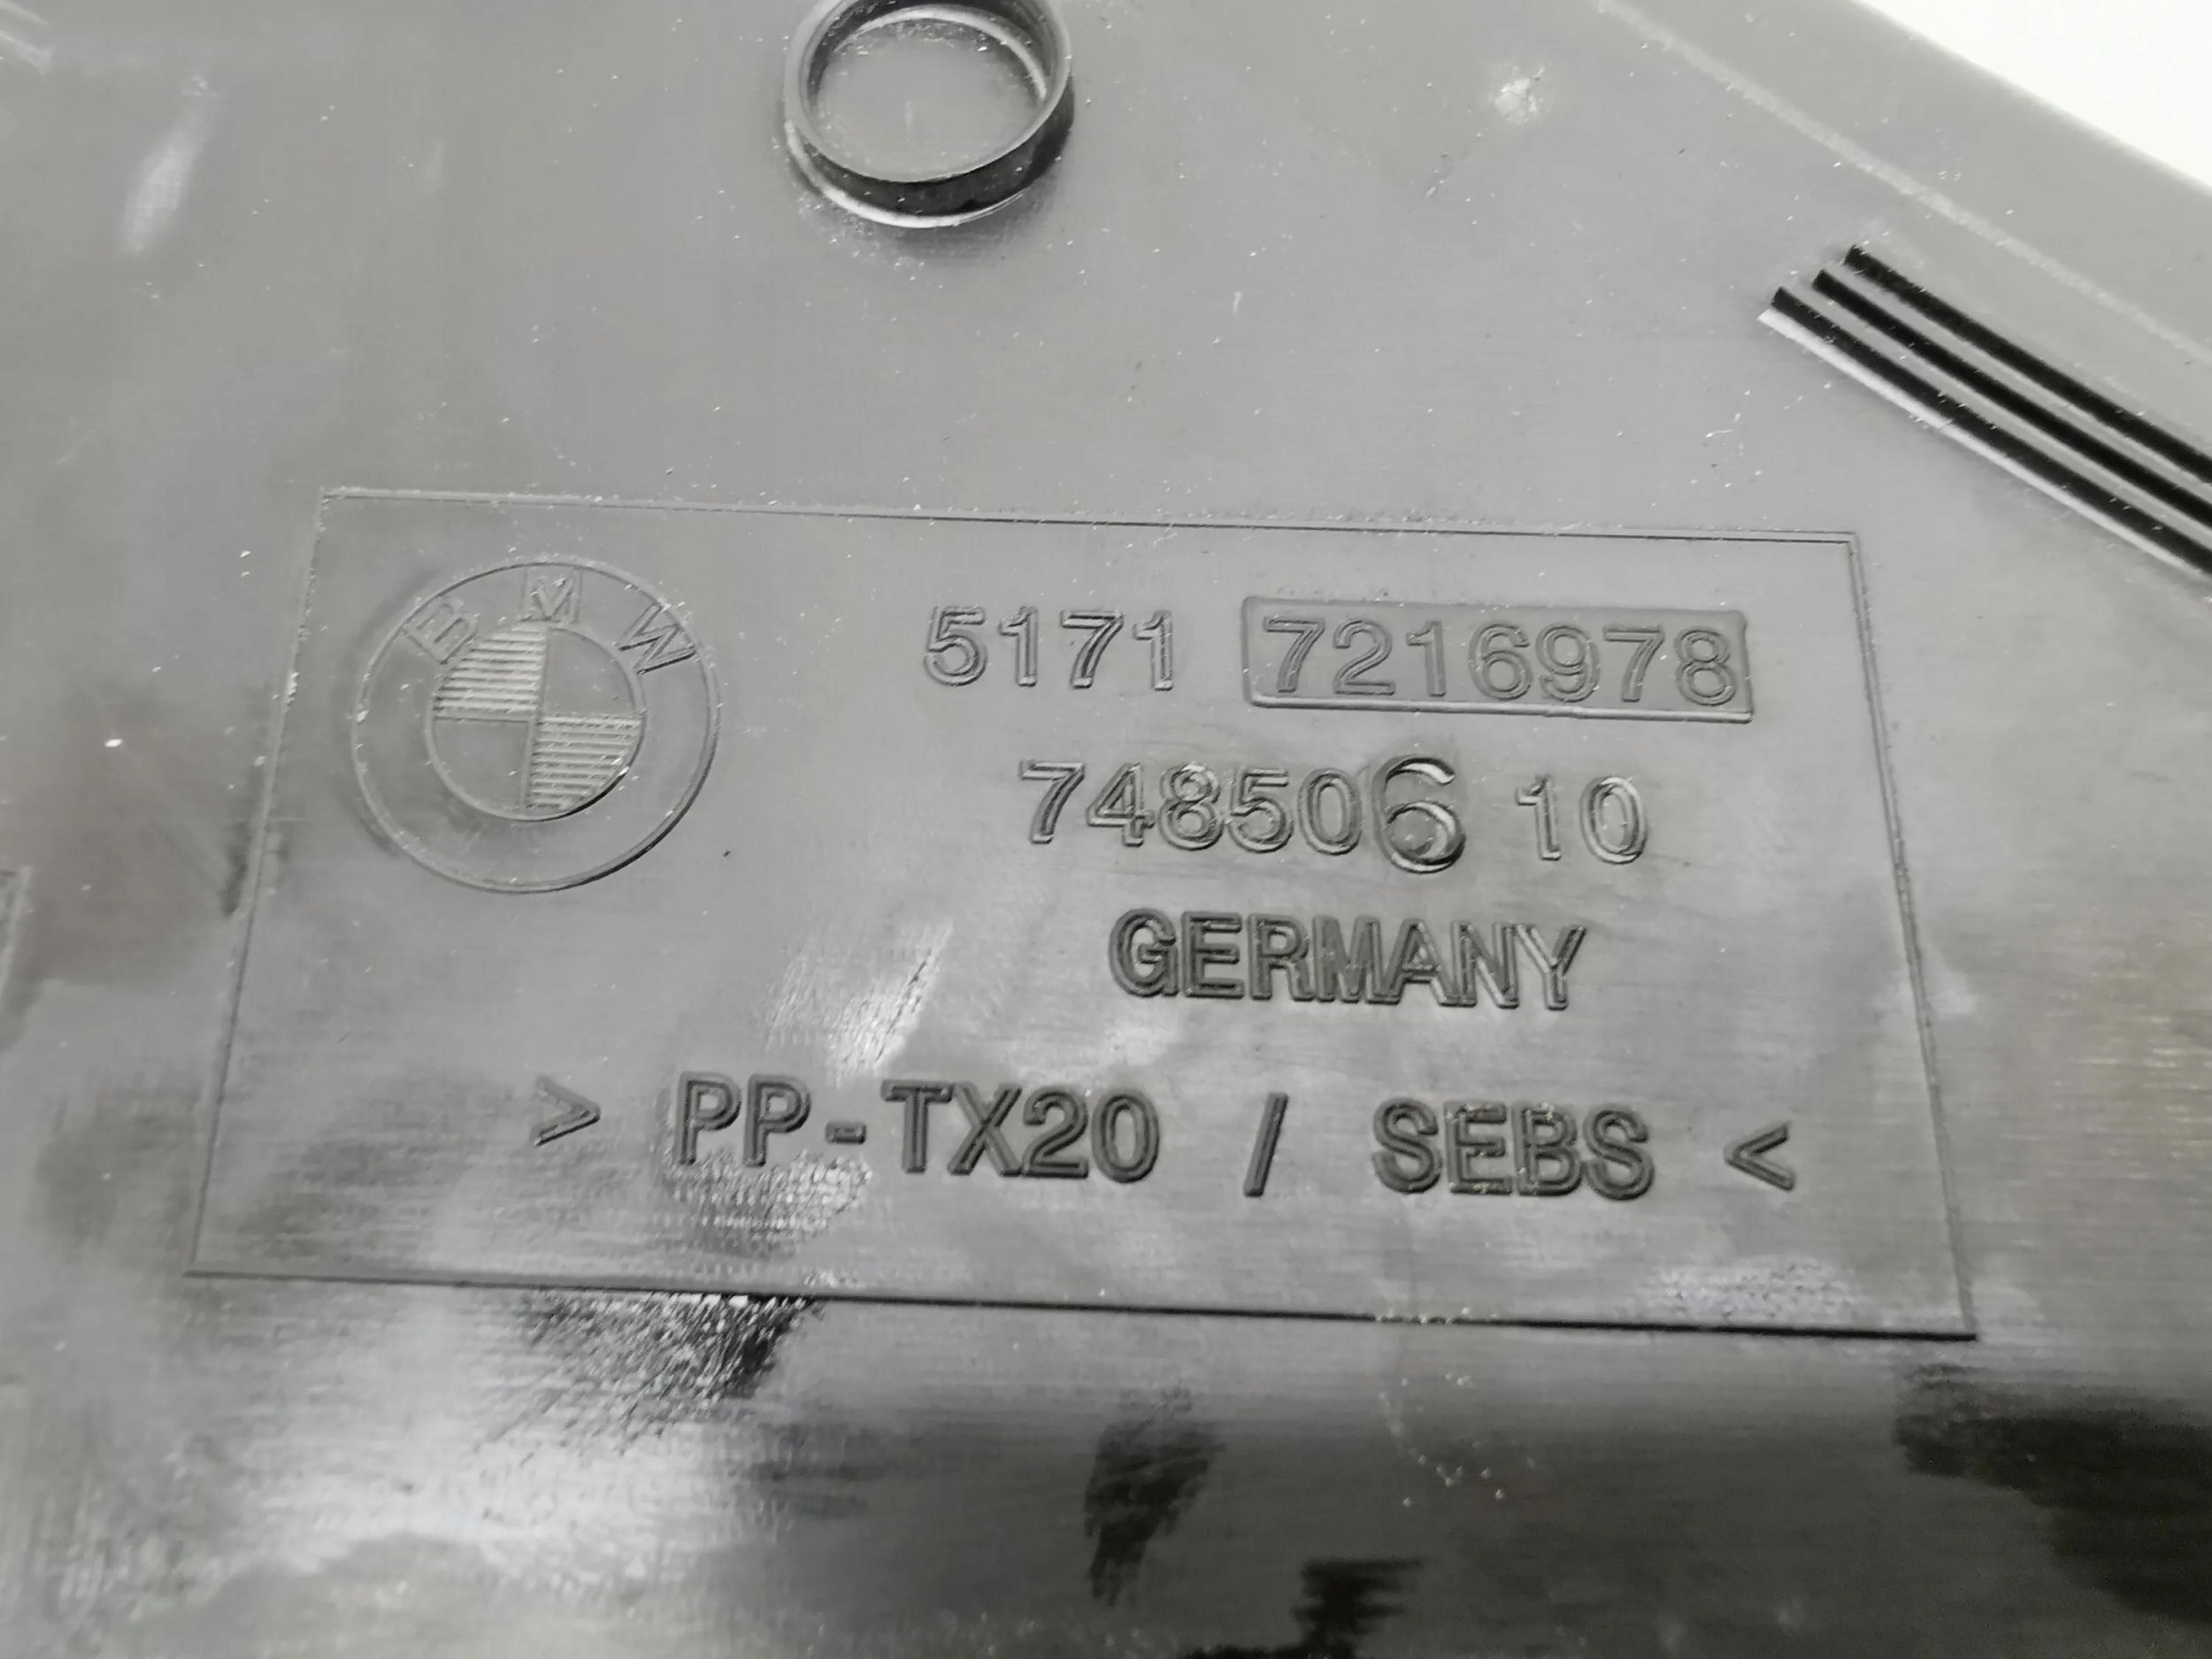 BMW
5171 7216978
748506 10
GERMANY
> PP-TX20 / SEBS <